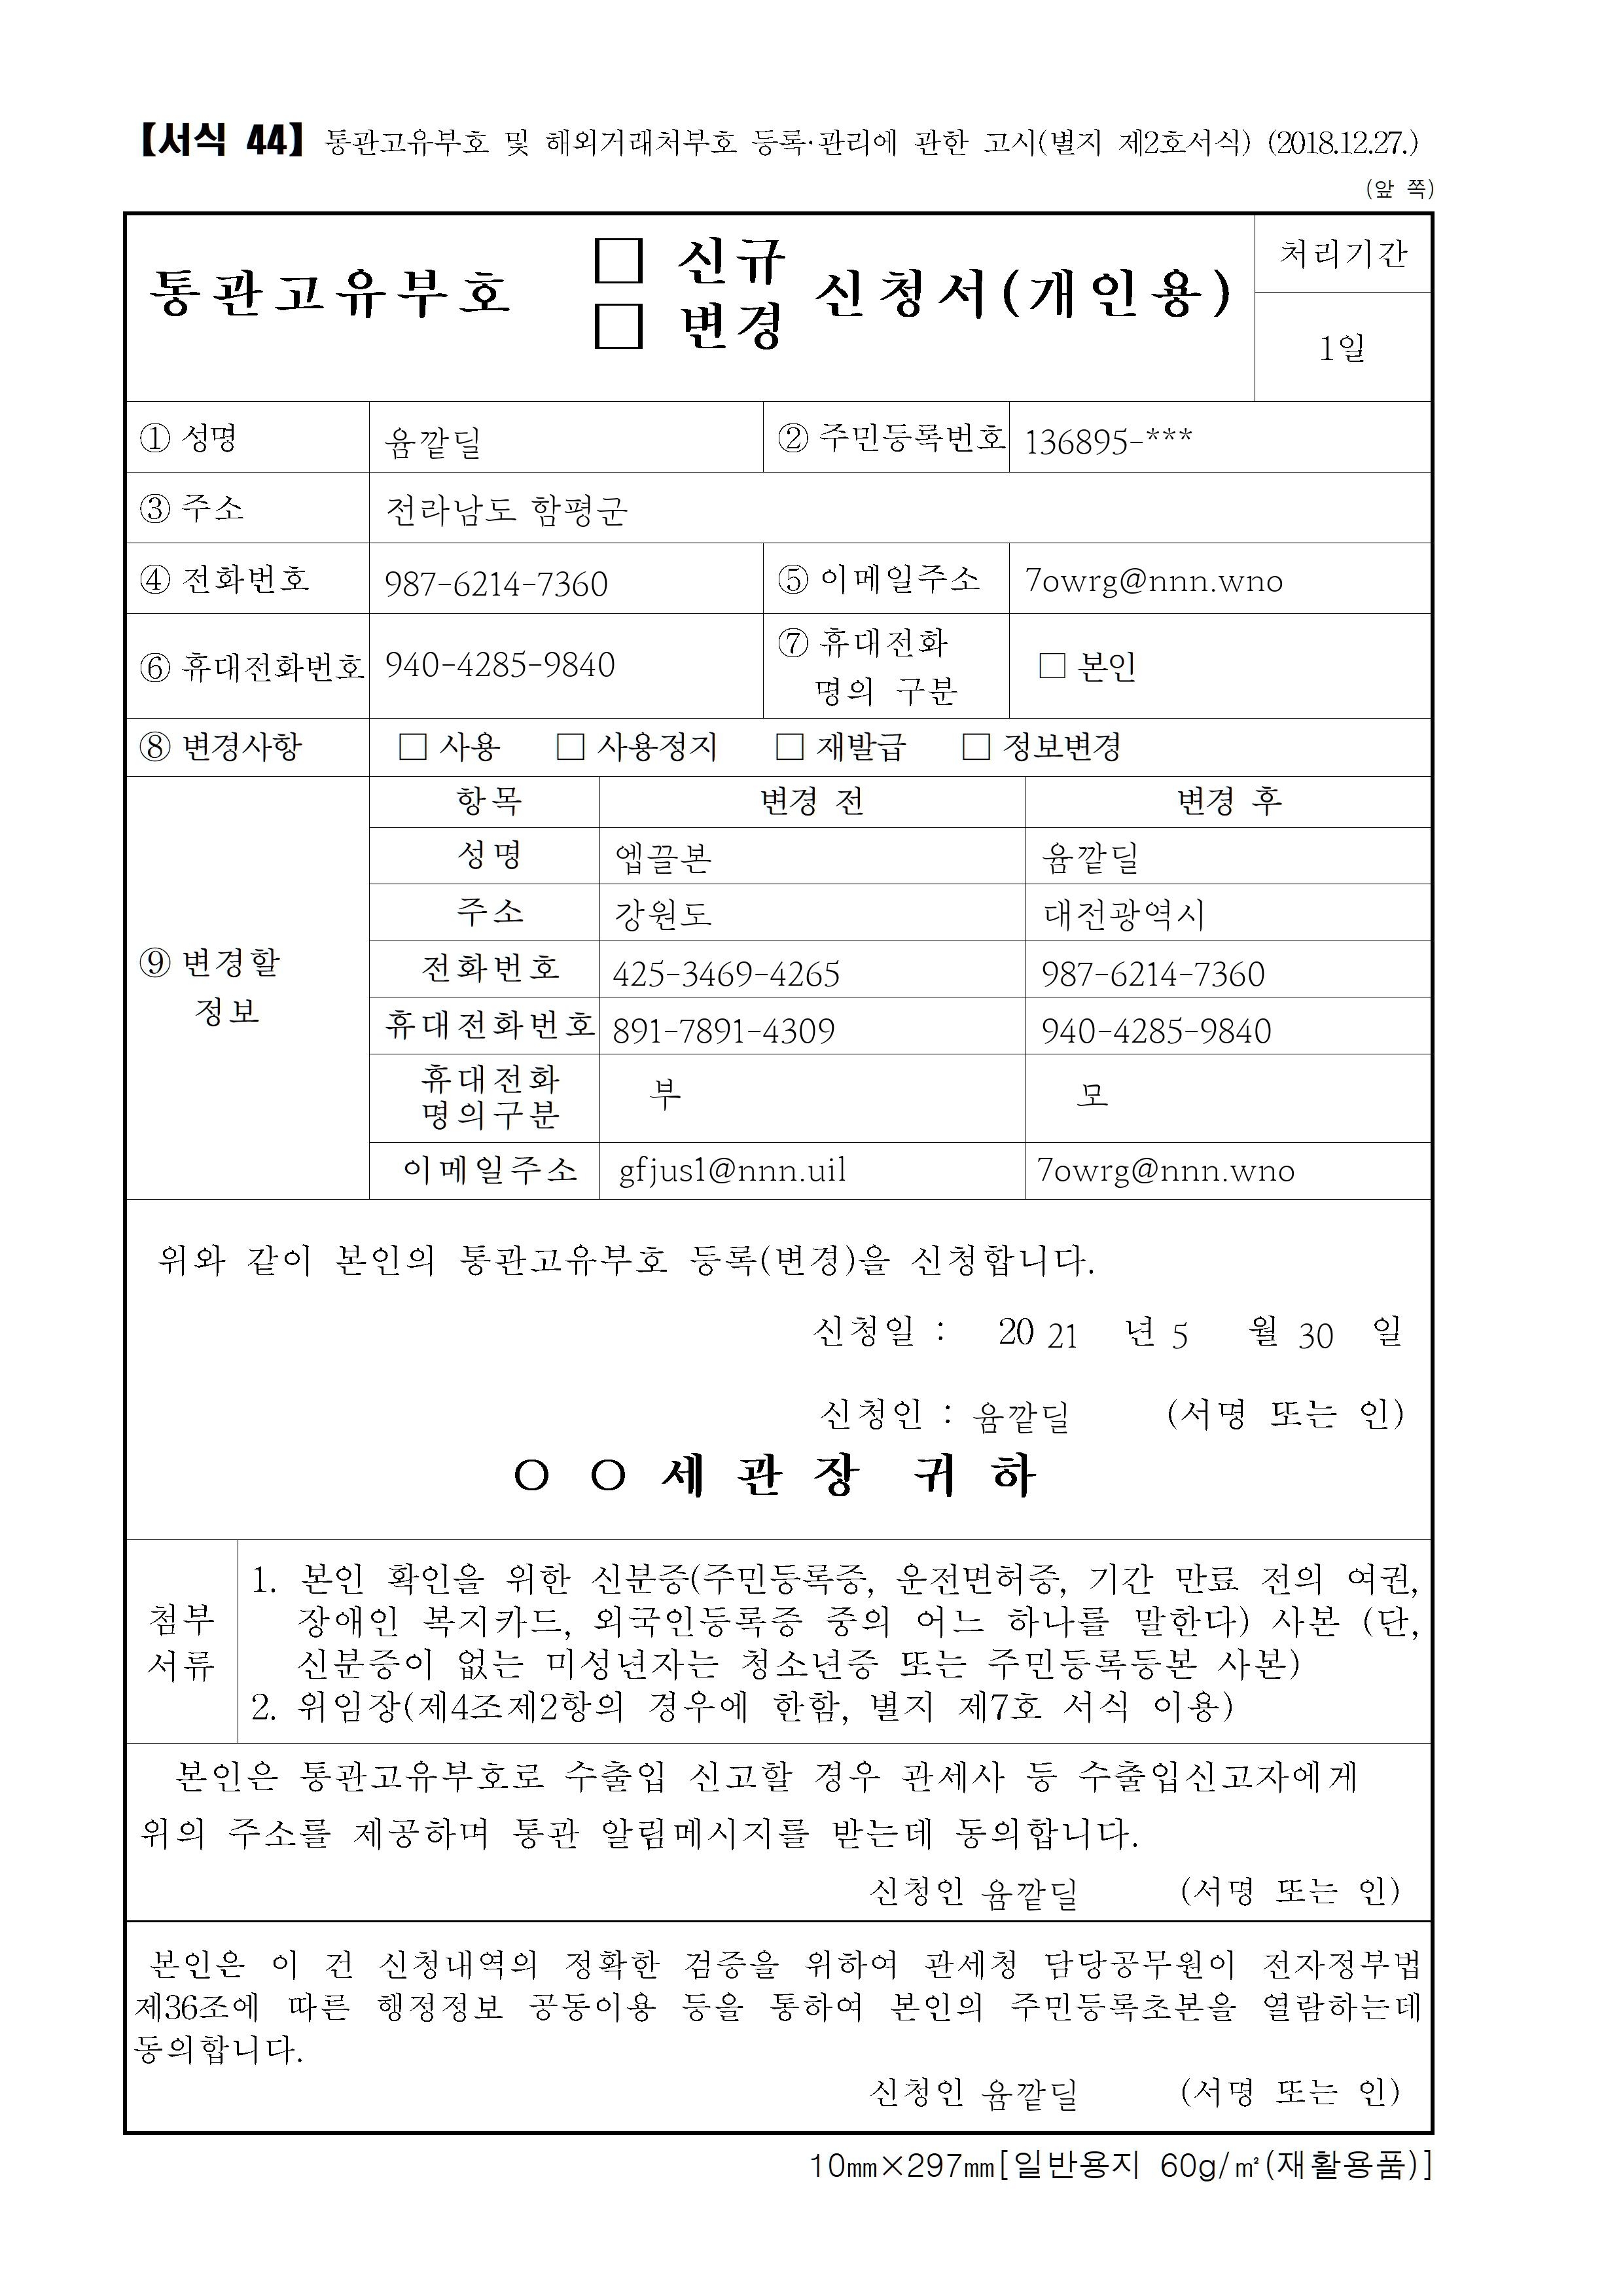 【서식 44】 통관고유부호 및 해외거래처부호 등록·관리에 관한 고시(별지 제2호서식) (2018.12.27.)
(앞 쪽)
통관고유부호 □ 신규 □ 변경 신청서(개인용)
처리기간
1일
① 성명 윰깥딜 ② 주민등록번호 136895-***
③ 주소 전라남도 함평군
④ 전화번호 987-6214-7360 ⑤ 이메일주소 7owrg@nnn.wno
⑥ 휴대전화번호 940-4285-9840 ⑦ 휴대전화 명의 구분 □ 본인
⑧ 변경사항 □ 사용 □ 사용정지 □ 재발급 □ 정보변경
⑨ 변경할 정보
항목 변경 전 변경 후
성명 엡끌본 윰깥딜
주소 강원도 대전광역시
전화번호 425-3469-4265 987-6214-7360
휴대전화번호 891-7891-4309 940-4285-9840
휴대전화 명의구분 부 모
이메일주소 gfjus1@nnn.uil 7owrg@nnn.wno
위와 같이 본인의 통관고유부호 등록(변경)을 신청합니다.
신청일 : 20 21 년 5 월 30 일
신청인 : 윰깥딜 (서명 또는 인)
○ ○ 세 관 장 귀 하
첨부 서류
1. 본인 확인을 위한 신분증(주민등록증, 운전면허증, 기간 만료 전의 여권,
장애인 복지카드, 외국인등록증 중의 어느 하나를 말한다) 사본 (단,
신분증이 없는 미성년자는 청소년증 또는 주민등록등본 사본)
2. 위임장(제4조제2항의 경우에 한함, 별지 제7호 서식 이용)
본인은 통관고유부호로 수출입 신고할 경우 관세사 등 수출입신고자에게
위의 주소를 제공하며 통관 알림메시지를 받는데 동의합니다.
신청인 윰깥딜 (서명 또는 인)
본인은 이 건 신청내역의 정확한 검증을 위하여 관세청 담당공무원이 전자정부법
제36조에 따른 행정정보 공동이용 등을 통하여 본인의 주민등록초본을 열람하는데
동의합니다.
신청인 윰깥딜 (서명 또는 인)
10㎜×297㎜[일반용지 60g/㎡(재활용품)]